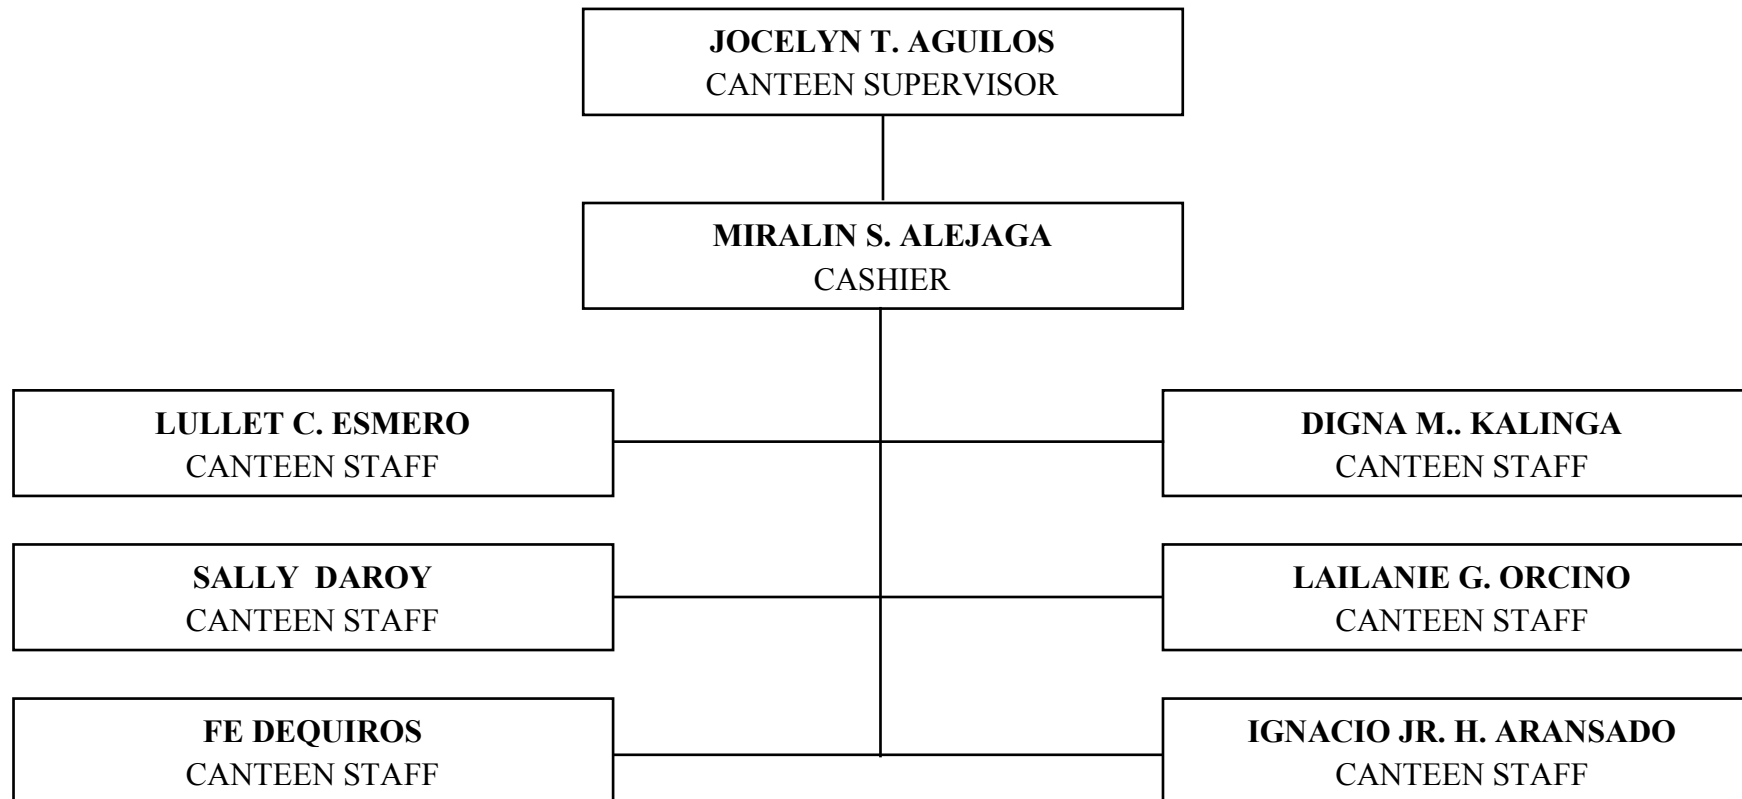 JOCELYN T. AGUILOS
CANTEEN SUPERVISOR
MIRALIN S. ALEJAGA
CASHIER
LULLET C. ESMERO
CANTEEN STAFF
DIGNA M.. KALINGA
CANTEEN STAFF
SALLY  DAROY
CANTEEN STAFF
LAILANIE G. ORCINO
CANTEEN STAFF
FE DEQUIROS
CANTEEN STAFF
IGNACIO JR. H. ARANSADO
CANTEEN STAFF